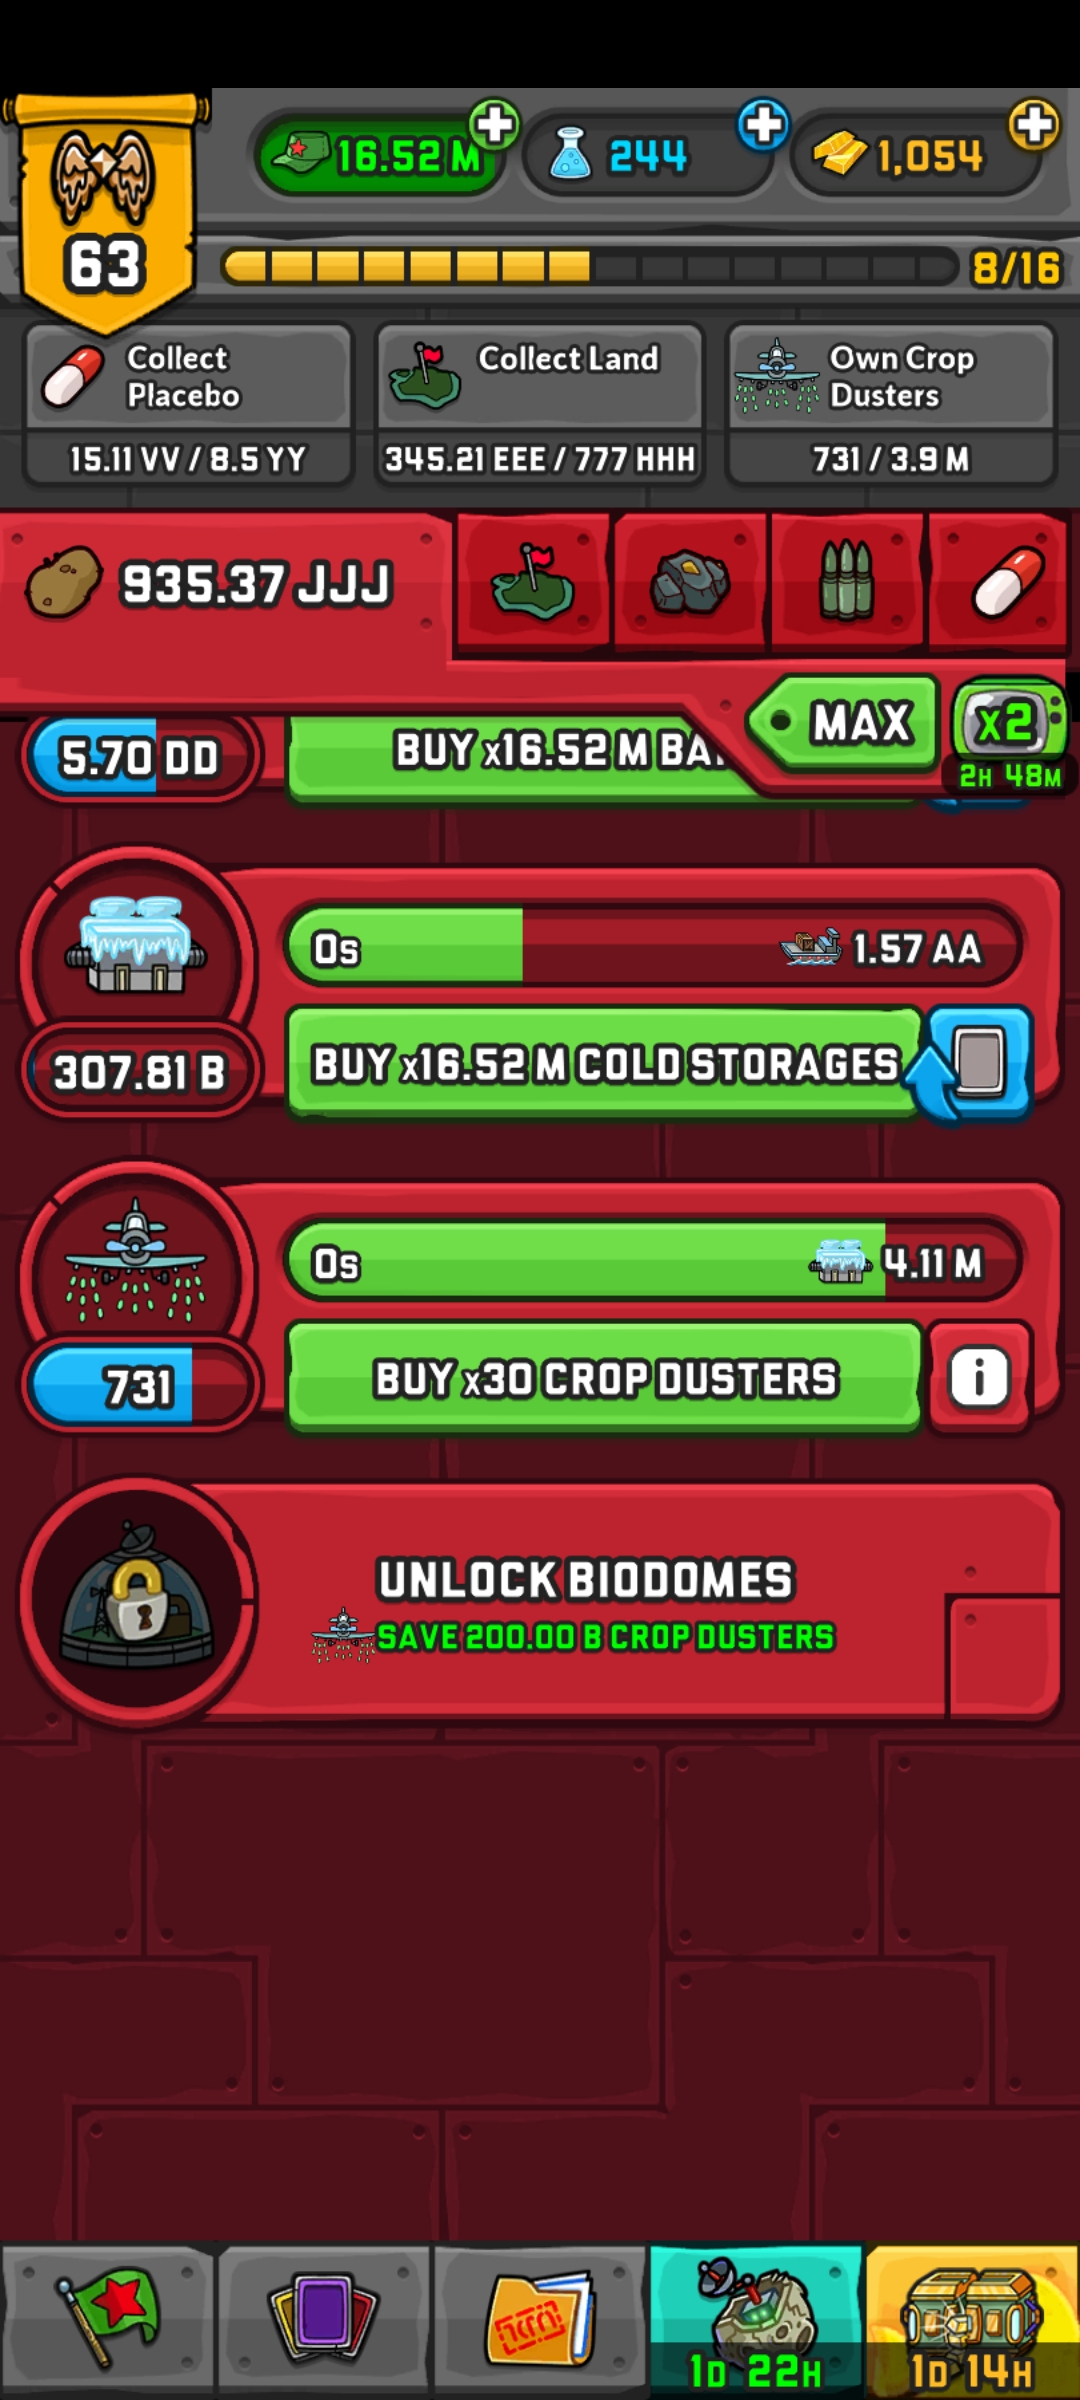 16.52 M
244
1,054
63
8/16
Collect
Placebo
15.11 VV / 8.5 YY
Collect Land
345.21 EEE / 777 HHH
Own Crop
Dusters
731 / 3.9 M
935.37 JJJ
MAX
X2
2H 48M
5.70 DD
BUY x16.52 M
0s
1.57 AA
307.81 B
BUY x16.52 M COLD STORAGES
0s
4.11 M
731
BUY x30 CROP DUSTERS
i
UNLOCK BIODOMES
SAVE 200.00 B CROP DUSTERS
1D 22H
1D 14H